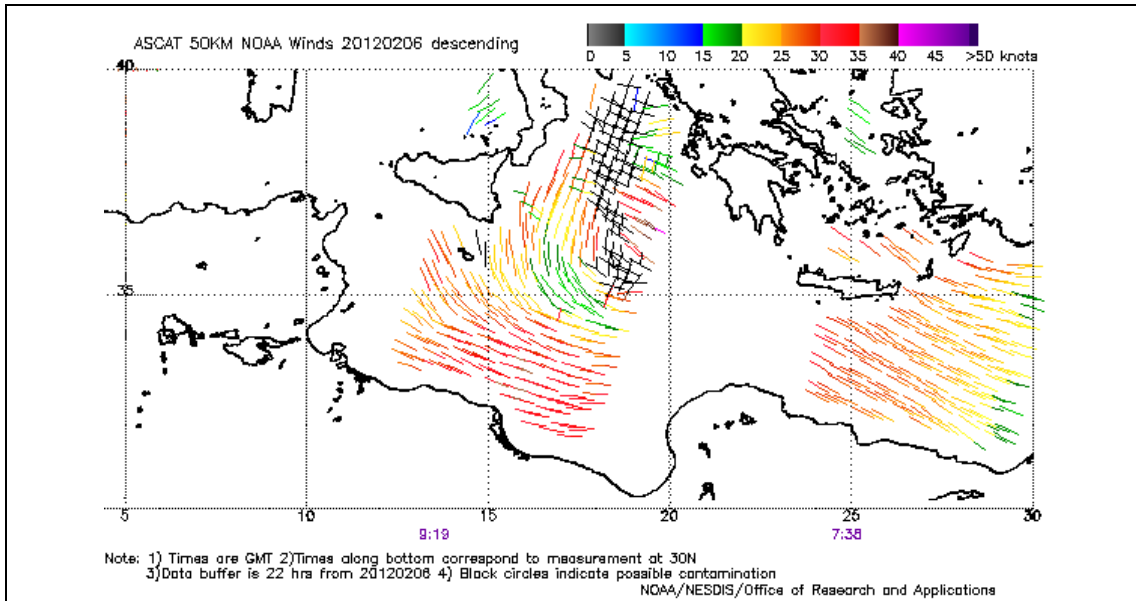 ASCAT 50KM NOAA Winds 20120206 descending
0 5 10 15 20 25 30 35 40 45 >50 knots
40
35
5 10 15 20 25 30
9:19 7:38
Note: 1) Times are GMT 2)Times along bottom correspond to measurement at 30N
3)Data buffer is 22 hrs from 20120206 4) Black circles indicate possible contamination
NOAA/NESDIS/Office of Research and Applications